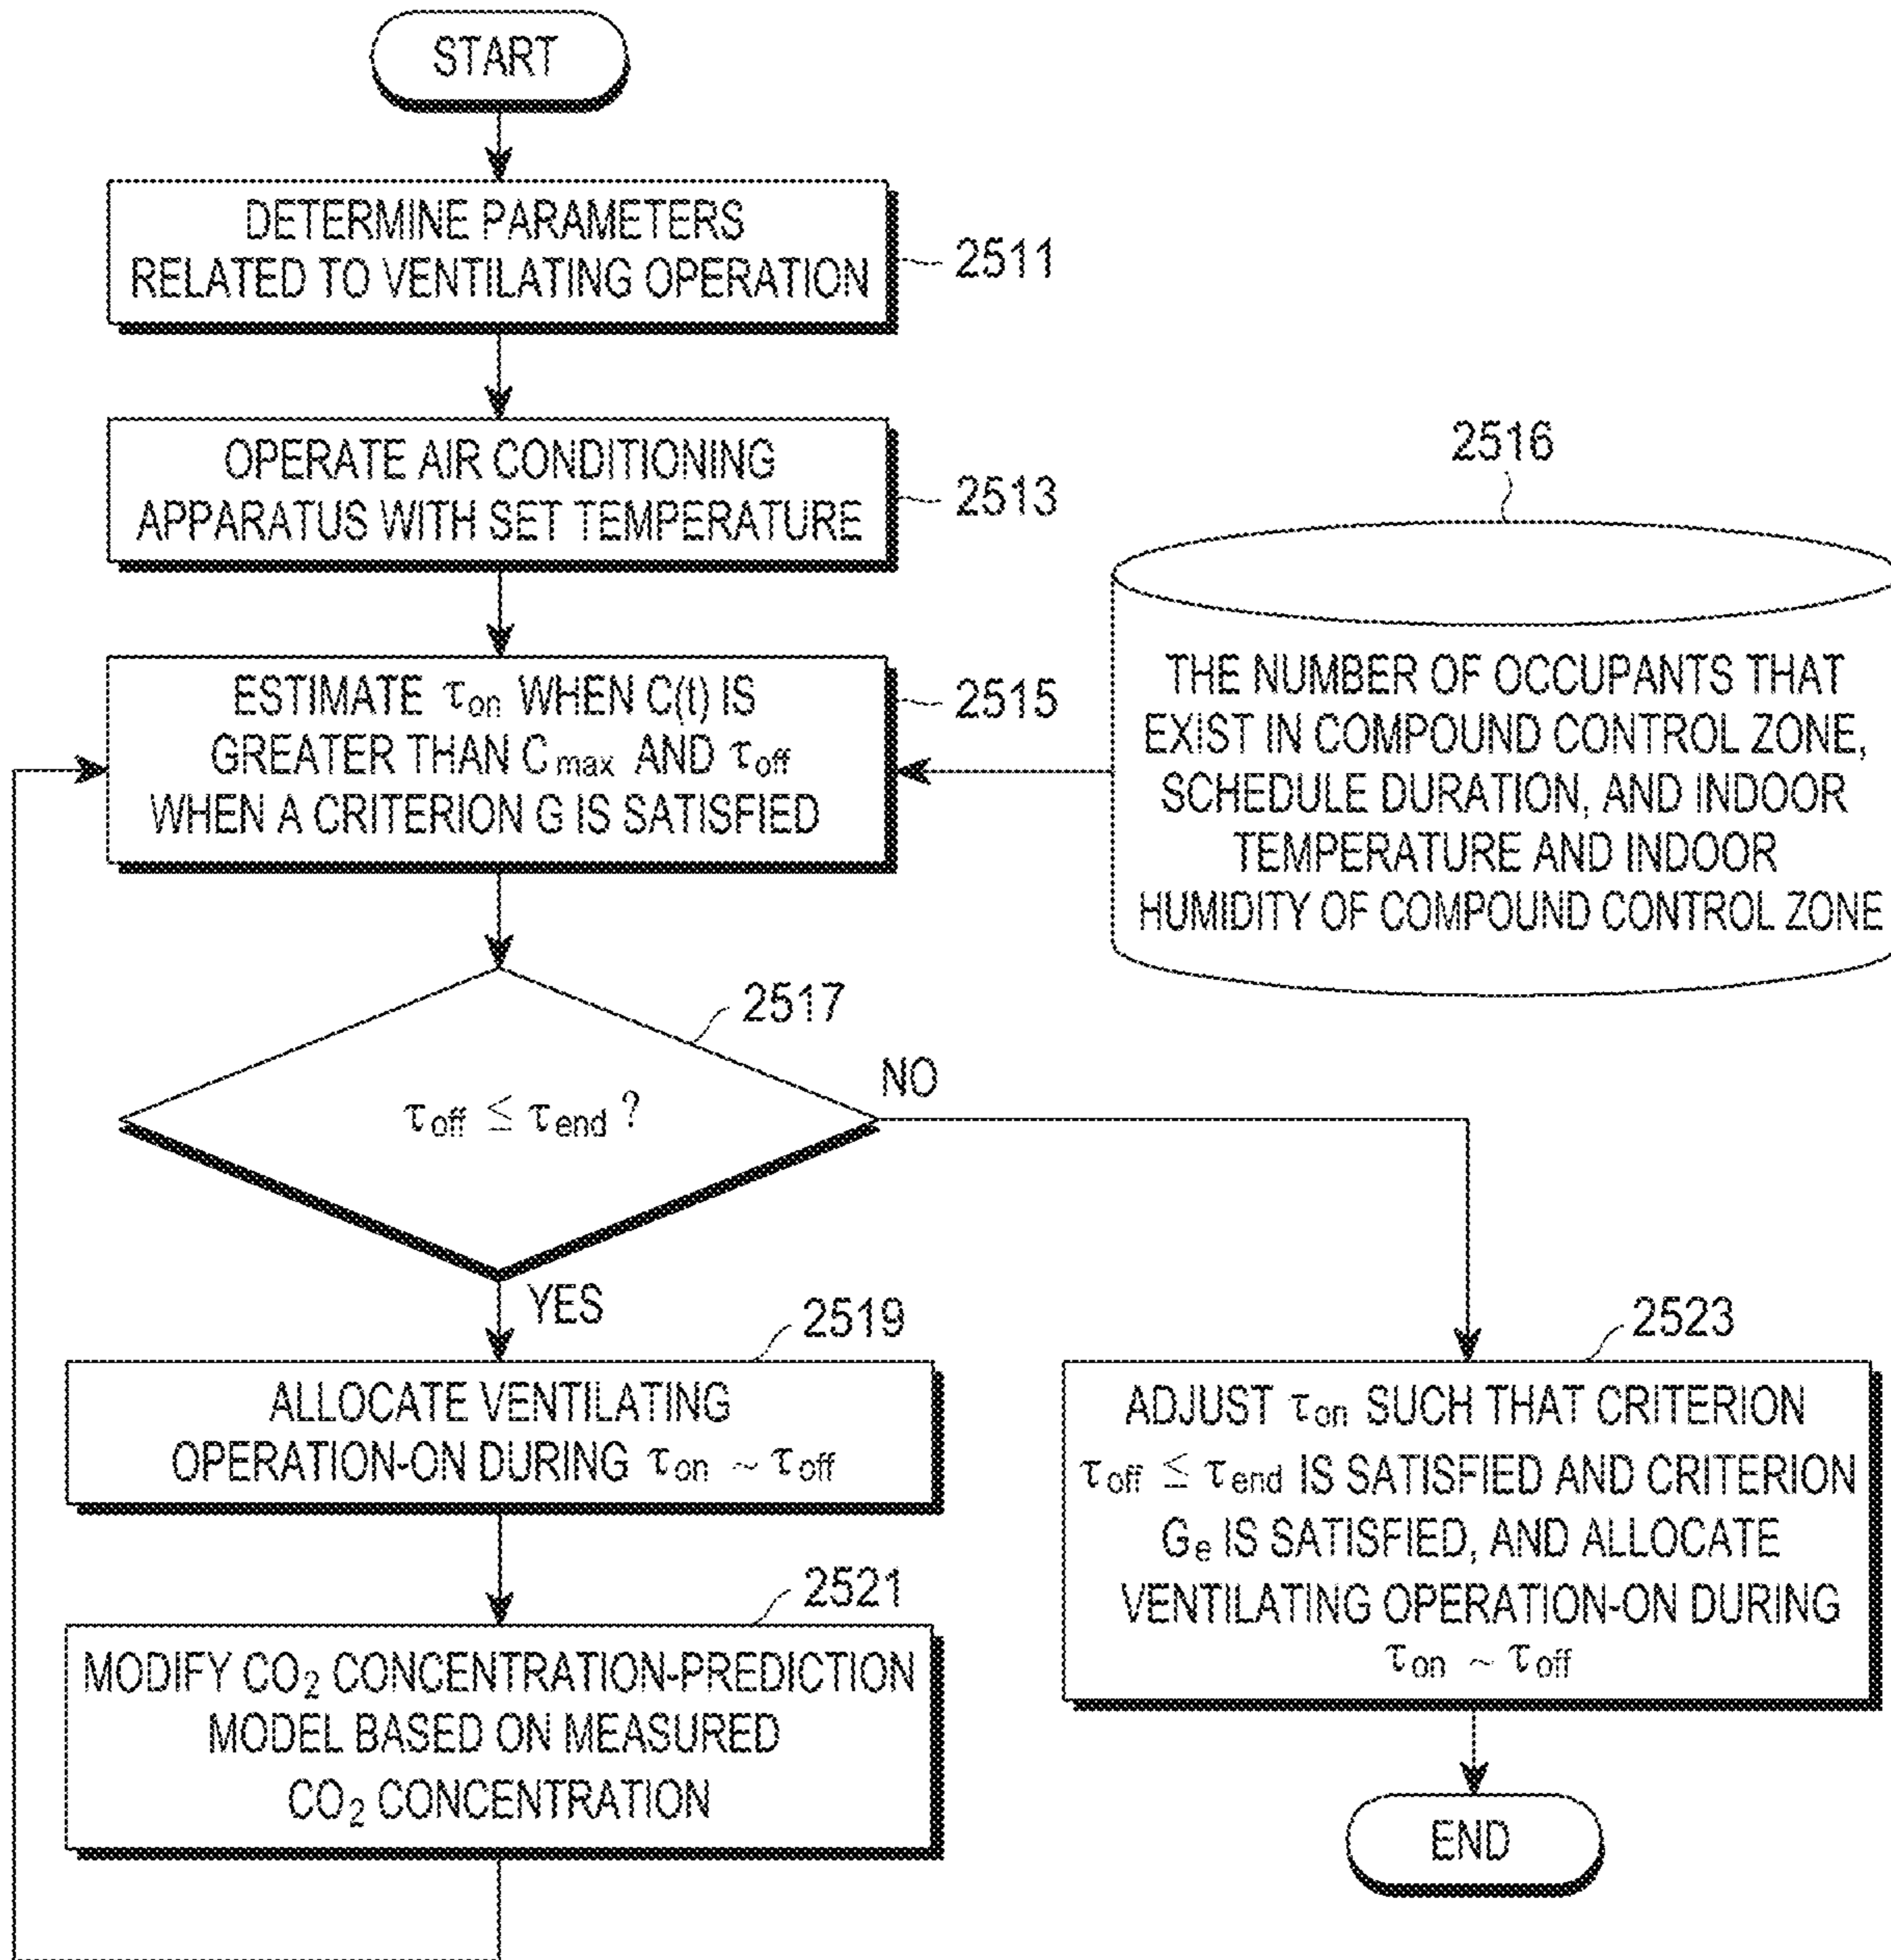 START
DETERMINE PARAMETERS
RELATED TO VENTILATING OPERATION
2511
OPERATE AIR CONDITIONING
APPARATUS WITH SET TEMPERATURE
2513
2516
ESTIMATE τon WHEN C(t) IS
GREATER THAN Cmax AND τoff
WHEN A CRITERION G IS SATISFIED
2515
THE NUMBER OF OCCUPANTS THAT
EXIST IN COMPOUND CONTROL ZONE,
SCHEDULE DURATION, AND INDOOR
TEMPERATURE AND INDOOR
HUMIDITY OF COMPOUND CONTROL ZONE
2517
τoff ≤ τend ?
NO
YES
2519
ALLOCATE VENTILATING
OPERATION-ON DURING τon ~ τoff
2521
MODIFY CO₂ CONCENTRATION-PREDICTION
MODEL BASED ON MEASURED
CO₂ CONCENTRATION
2523
ADJUST τon SUCH THAT CRITERION
τoff ≤ τend IS SATISFIED AND CRITERION
Ge IS SATISFIED, AND ALLOCATE
VENTILATING OPERATION-ON DURING
τon ~ τoff
END